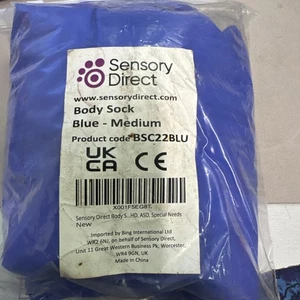 Sensory
Direct
www.sensorydirect.com
Body Sock
Blue - Medium
Product code BSC22BLU
UK
CA CE
Sensory Direct Body S...HD, ASD, Special Needs
New
Imported by Bing International Ltd
WR2 6NJ, on behalf of Sensory Direct,
Unit 11 Great Western Business Pk, Worcester,
WR4 9GN, UK
Made in China